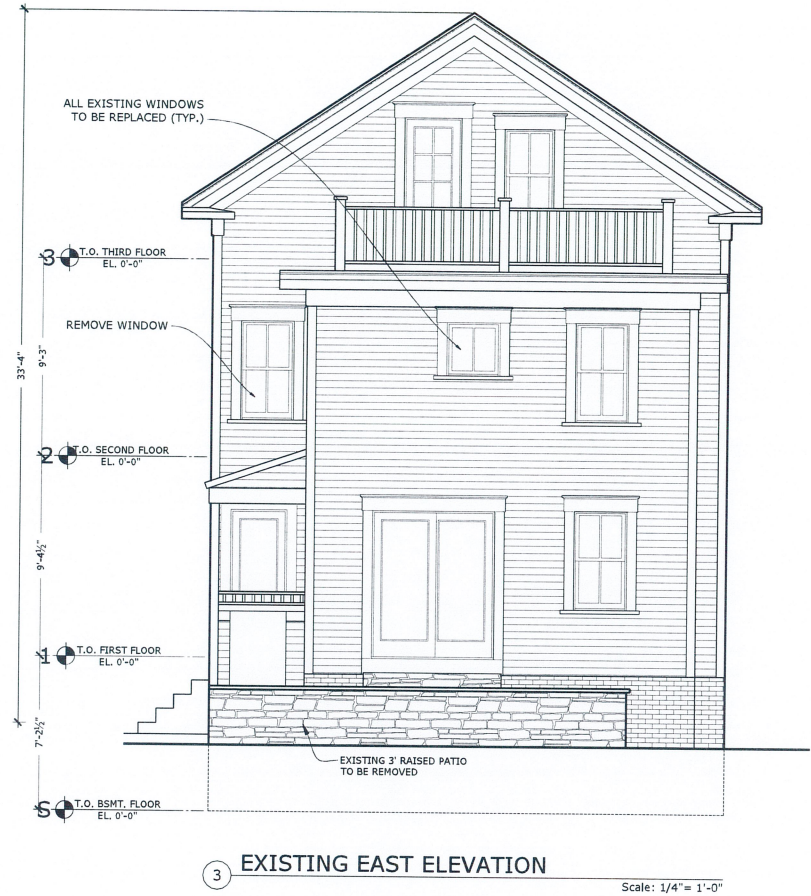 ALL EXISTING WINDOWS
TO BE REPLACED (TYP.)
3 T.O. THIRD FLOOR
EL. 0'-0"
REMOVE WINDOW
33'-4"
9'-3"
2 T.O. SECOND FLOOR
EL. 0'-0"
9'-4½"
1 T.O. FIRST FLOOR
EL. 0'-0"
7'-2½"
EXISTING 3' RAISED PATIO
TO BE REMOVED
S T.O. BSMT. FLOOR
EL. 0'-0"
3 EXISTING EAST ELEVATION
Scale: 1/4"= 1'-0"